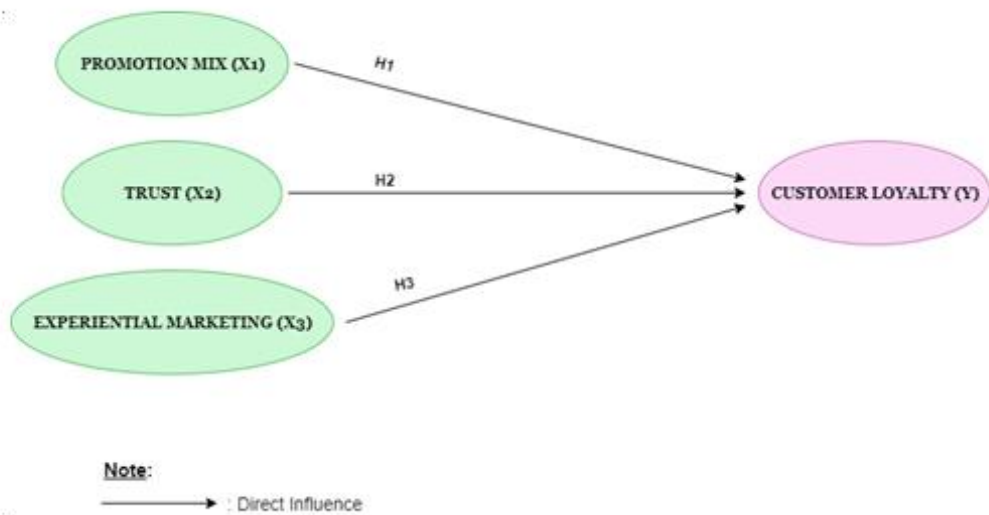 PROMOTION MIX (X1)
H1
TRUST (X2)
H2
CUSTOMER LOYALTY (Y)
EXPERIENTIAL MARKETING (X3)
H3
Note:
: Direct Influence